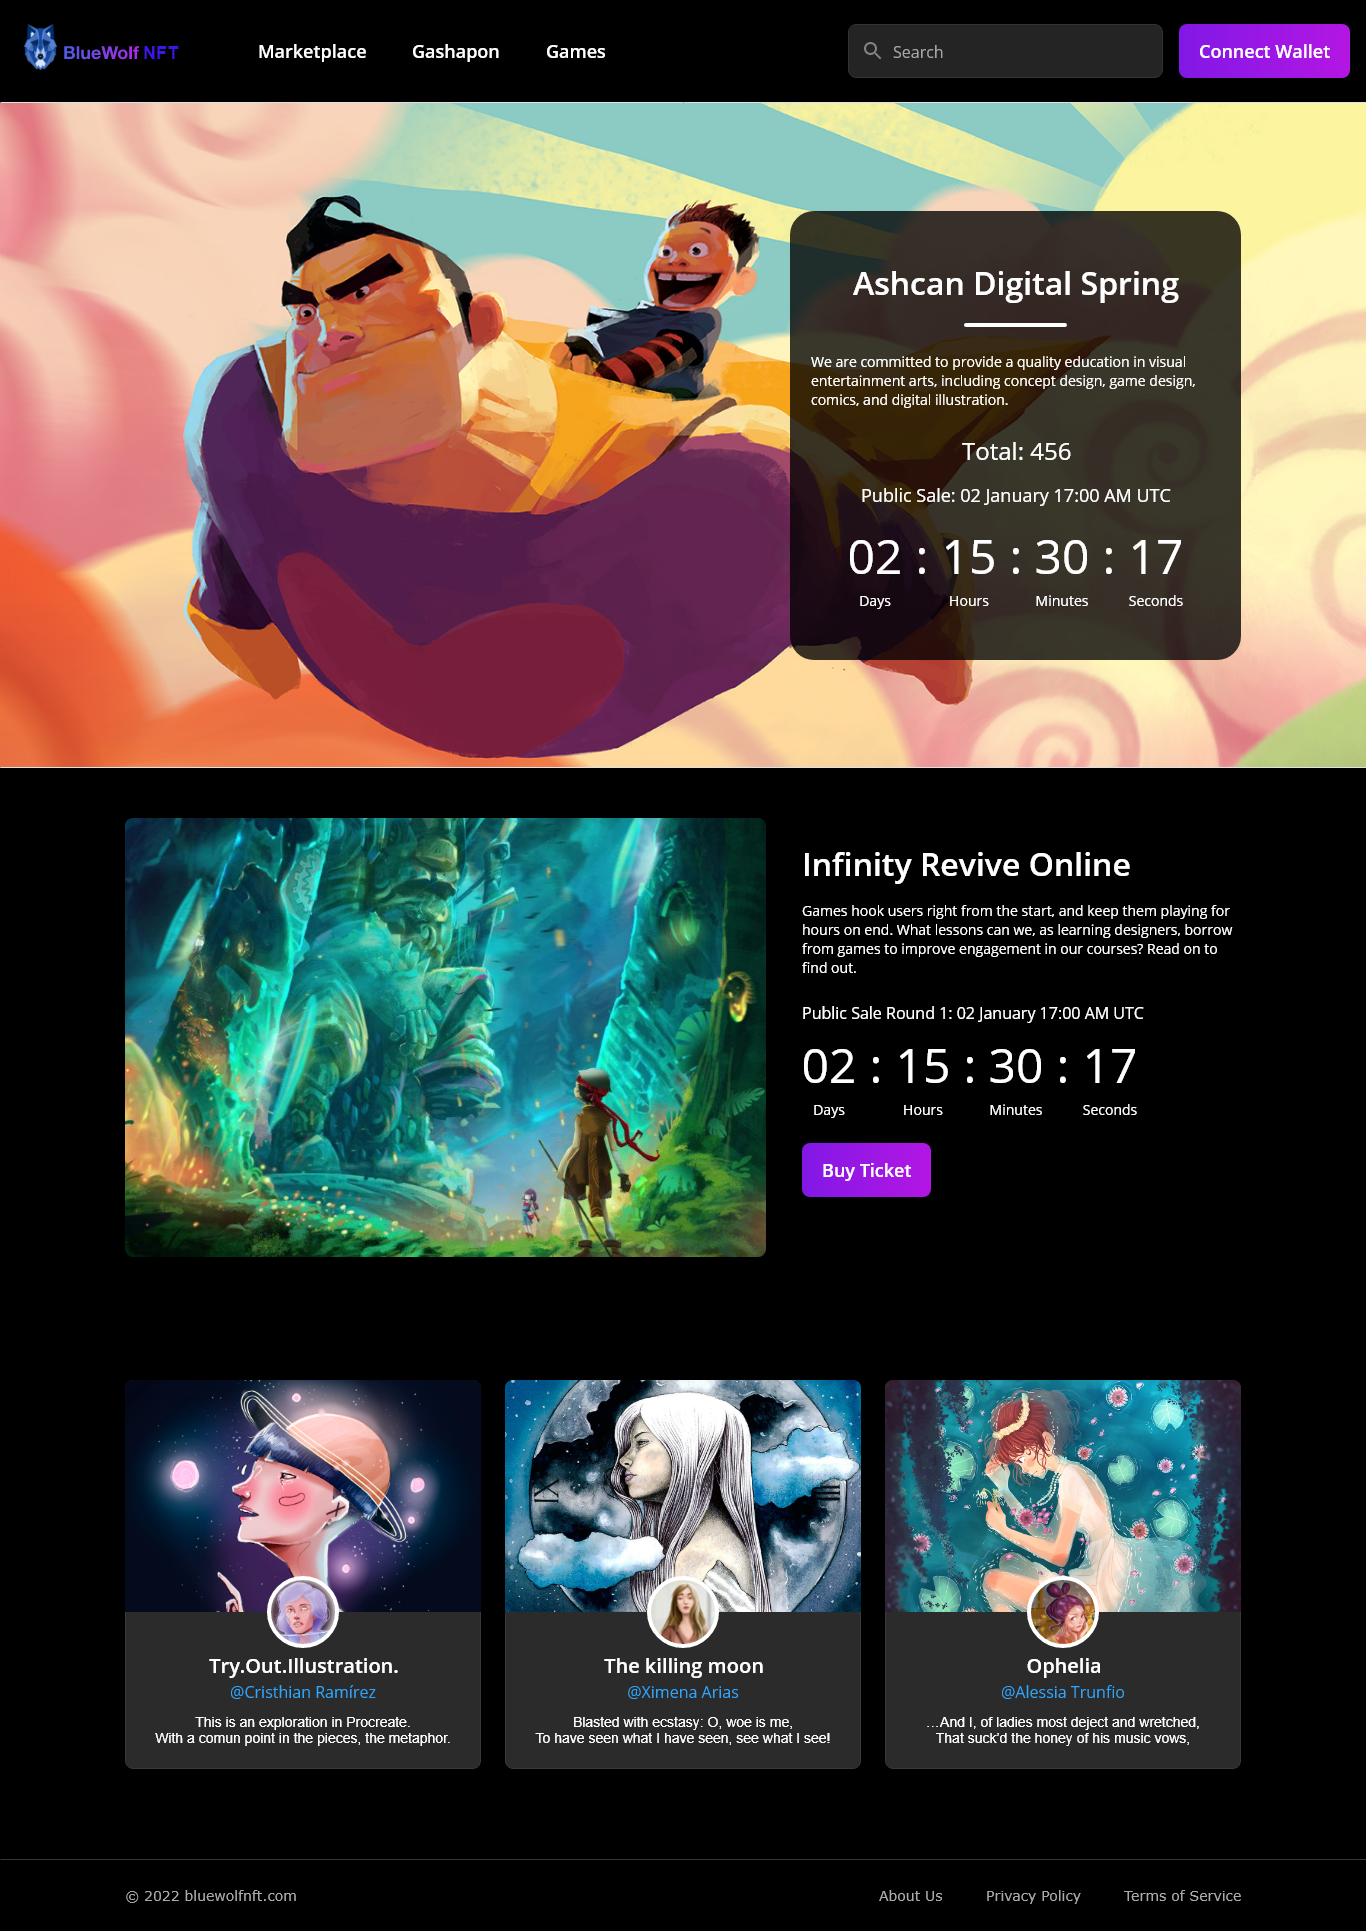 BlueWolf NFT
Marketplace
Gashapon
Games
Search
Connect Wallet
Ashcan Digital Spring
We are committed to provide a quality education in visual
entertainment arts, including concept design, game design,
comics, and digital illustration.
Total: 456
Public Sale: 02 January 17:00 AM UTC
02 : 15 : 30 : 17
Days Hours Minutes Seconds
Infinity Revive Online
Games hook users right from the start, and keep them playing for
hours on end. What lessons can we, as learning designers, borrow
from games to improve engagement in our courses? Read on to
find out.
Public Sale Round 1: 02 January 17:00 AM UTC
02 : 15 : 30 : 17
Days Hours Minutes Seconds
Buy Ticket
Try.Out.Illustration.
@Cristhian Ramírez
This is an exploration in Procreate.
With a comun point in the pieces, the metaphor.
IX
III
The killing moon
@Ximena Arias
Blasted with ecstasy: O, woe is me,
To have seen what I have seen, see what I see!
Ophelia
@Alessia Trunfio
…And I, of ladies most deject and wretched,
That suck'd the honey of his music vows,
© 2022 bluewolfnft.com
About Us
Privacy Policy
Terms of Service